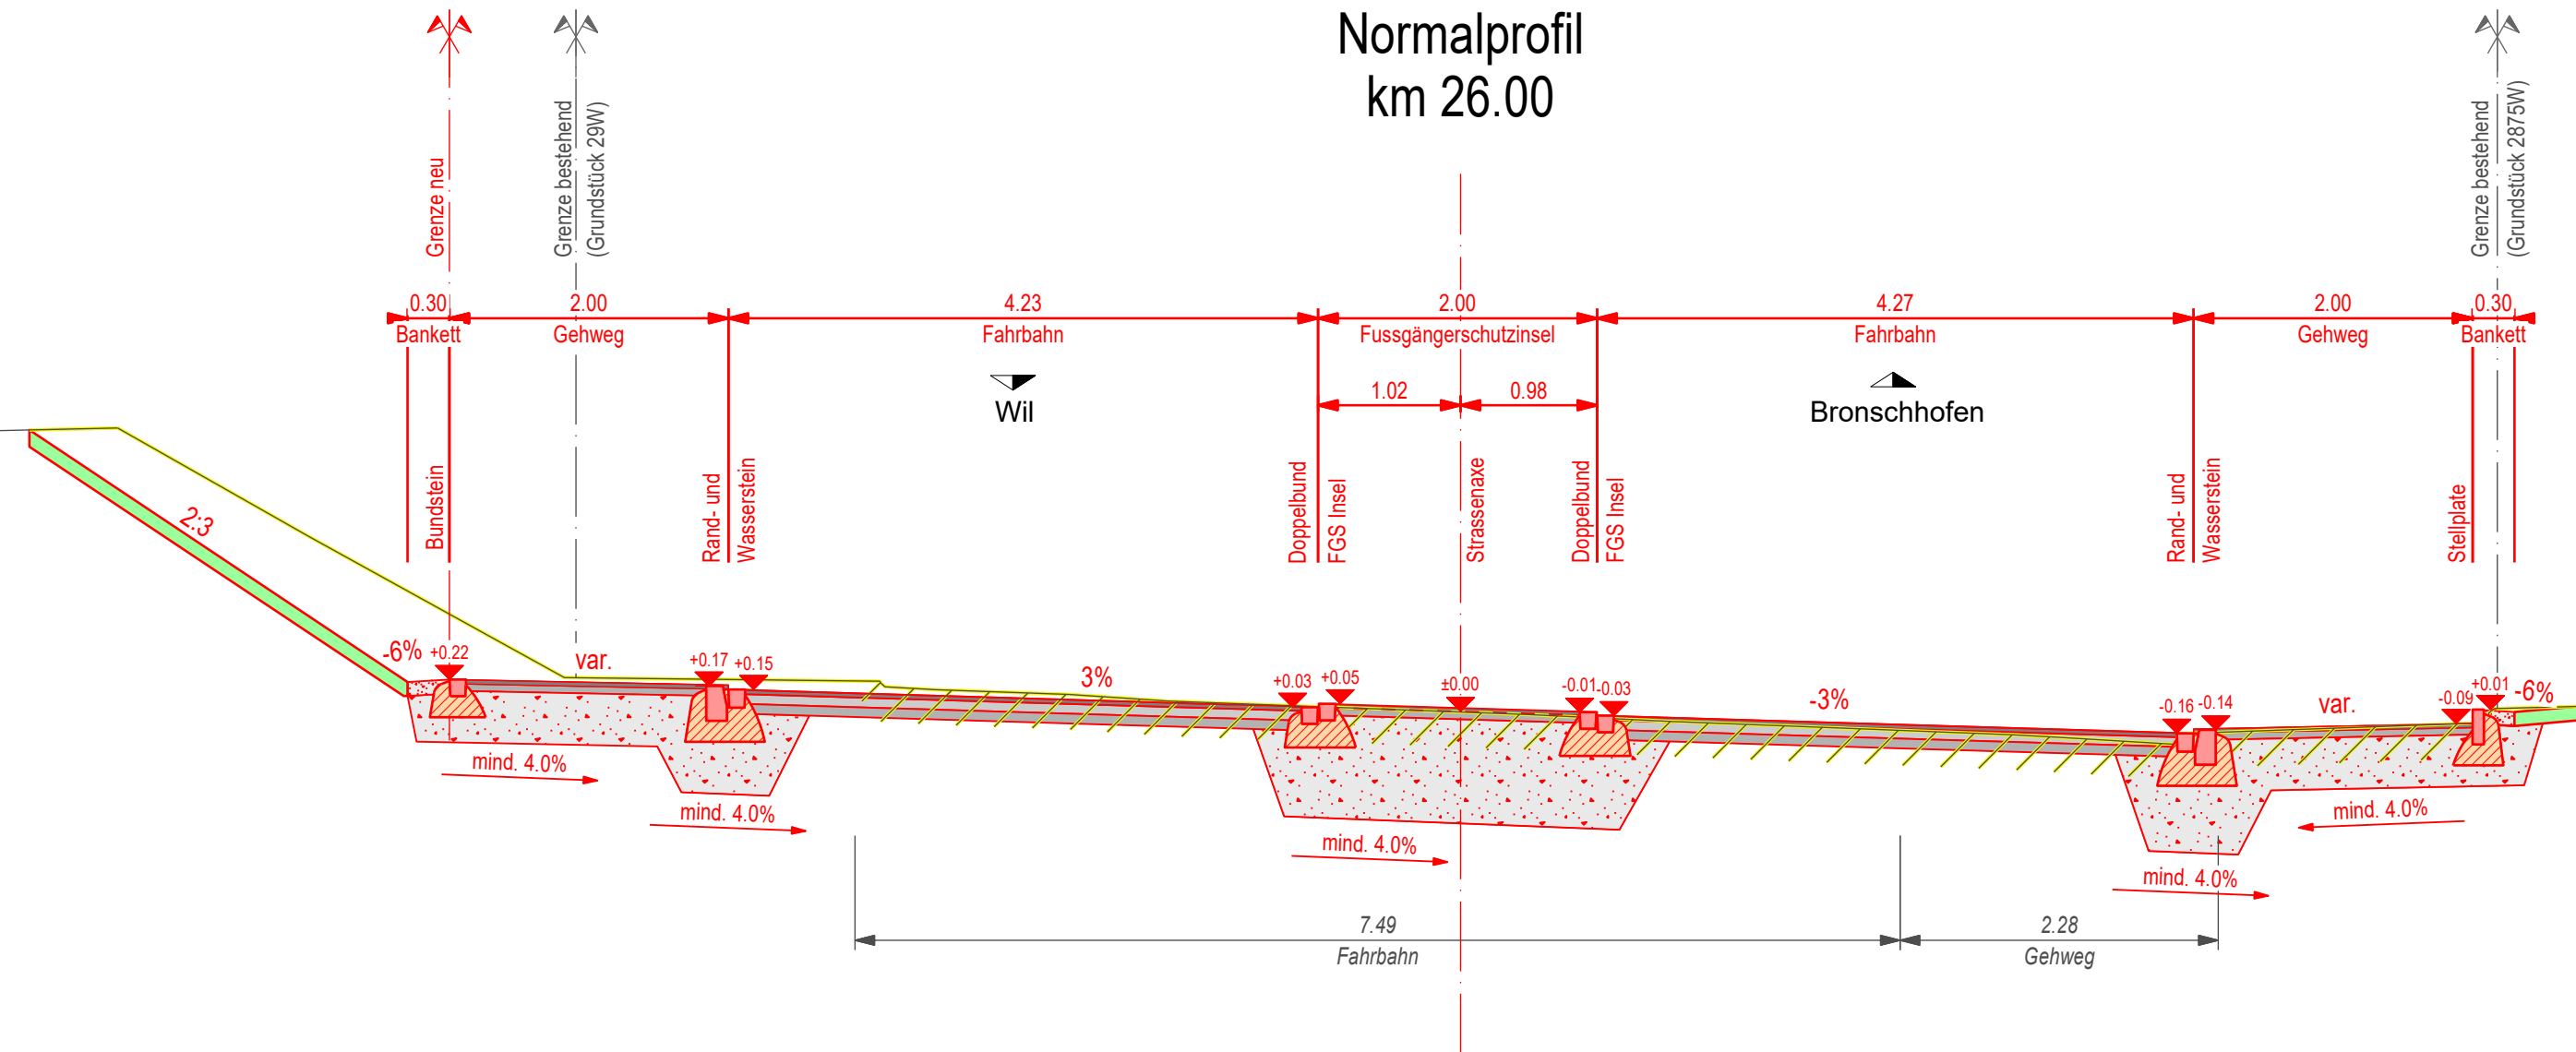 Normalprofil
km 26.00
Grenze neu
Grenze bestehend
(Grundstück 29W)
Grenze bestehend
(Grundstück 2875W)
0.30
2.00
4.23
2.00
4.27
2.00
0.30
Bankett
Gehweg
Fahrbahn
Fussgängerschutzinsel
Fahrbahn
Gehweg
Bankett
1.02
0.98
Wil
Bronschhofen
Bundstein
Rand- und
Wasserstein
Doppelbund
FGS Insel
Strassenaxe
Doppelbund
FGS Insel
Rand- und
Wasserstein
Stellplate
2:3
-6%
+0.22
var.
+0.17
+0.15
3%
+0.03
+0.05
±0.00
-0.01
-0.03
-3%
-0.16
-0.14
var.
-0.09
+0.01
-6%
mind. 4.0%
mind. 4.0%
mind. 4.0%
mind. 4.0%
mind. 4.0%
7.49
Fahrbahn
2.28
Gehweg